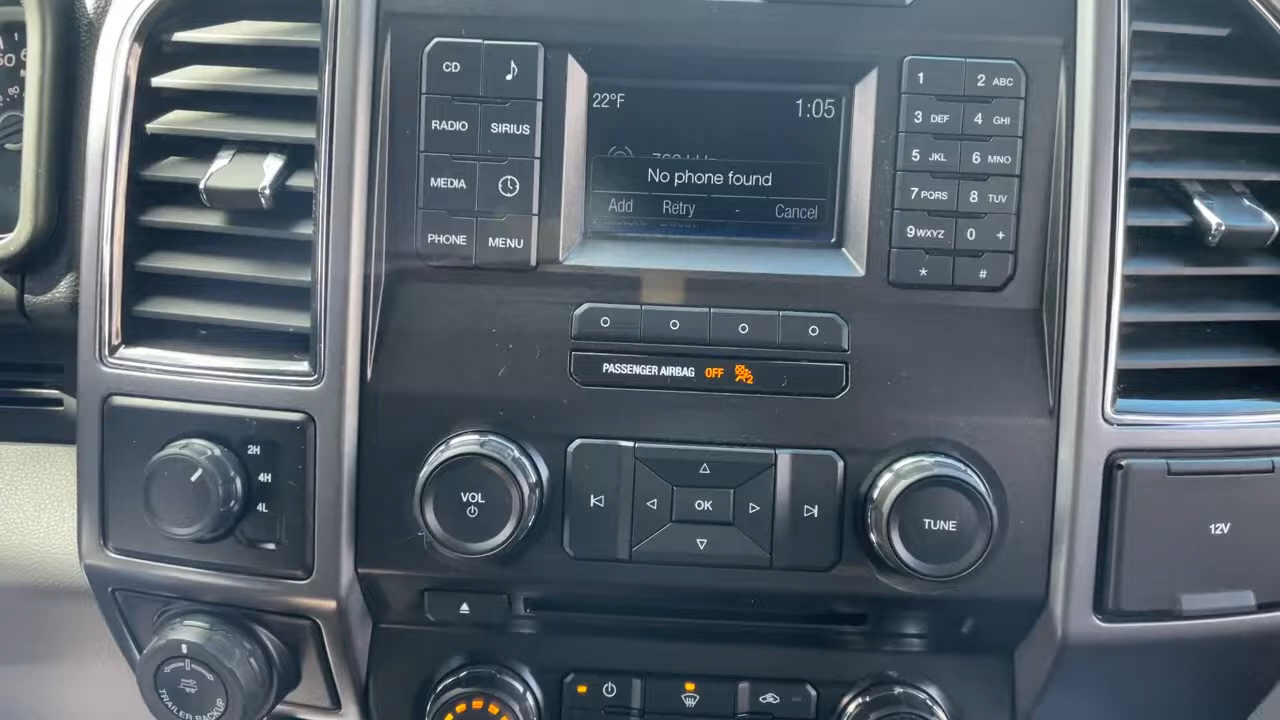 CD
RADIO
SIRIUS
MEDIA
PHONE
MENU
22°F
1:05
No phone found
Add Retry - Cancel
1
2 ABC
3 DEF
4 GHI
5 JKL
6 MNO
7 PQRS
8 TUV
9 WXYZ
0 +
*
#
PASSENGER AIRBAG OFF 2
2H
4H
4L
VOL
OK
TUNE
12V
TRAILER BACKUP